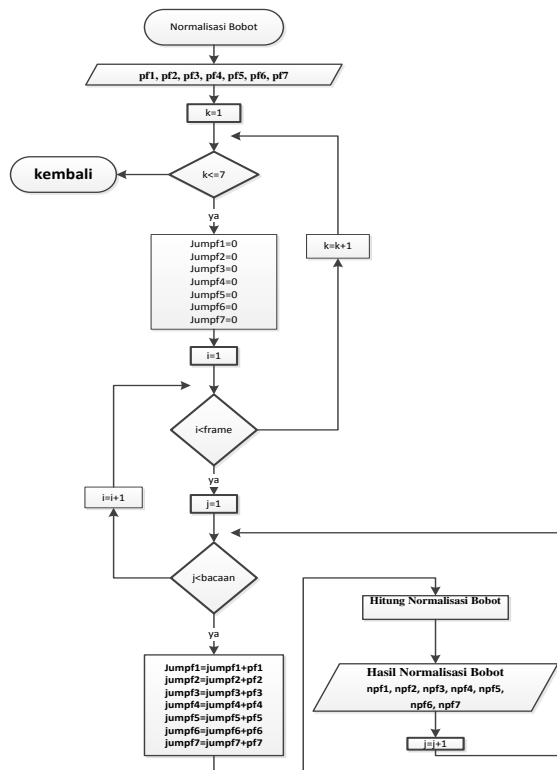 Normalisasi Bobot
pf1, pf2, pf3, pf4, pf5, pf6, pf7
k=1
k<=7
kembali
ya
Jumpf1=0
Jumpf2=0
Jumpf3=0
Jumpf4=0
Jumpf5=0
Jumpf6=0
Jumpf7=0
k=k+1
i=1
i<frame
ya
i=i+1
j=1
j<bacaan
ya
Jumpf1=jumpf1+pf1
jumpf2=jumpf2+pf2
jumpf3=jumpf3+pf3
jumpf4=jumpf4+pf4
jumpf5=jumpf5+pf5
jumpf6=jumpf6+pf6
jumpf7=jumpf7+pf7
Hitung Normalisasi Bobot
Hasil Normalisasi Bobot
npf1, npf2, npf3, npf4, npf5,
npf6, npf7
j=j+1